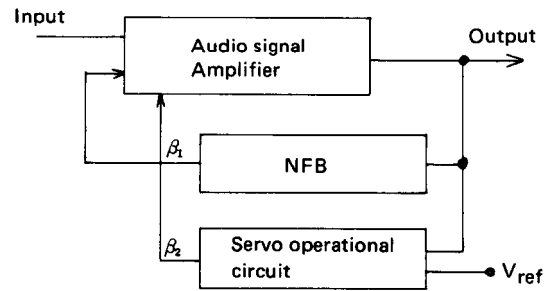 Input
Audio signal
Amplifier
Output
β₁
NFB
β₂
Servo operational
circuit
Vref